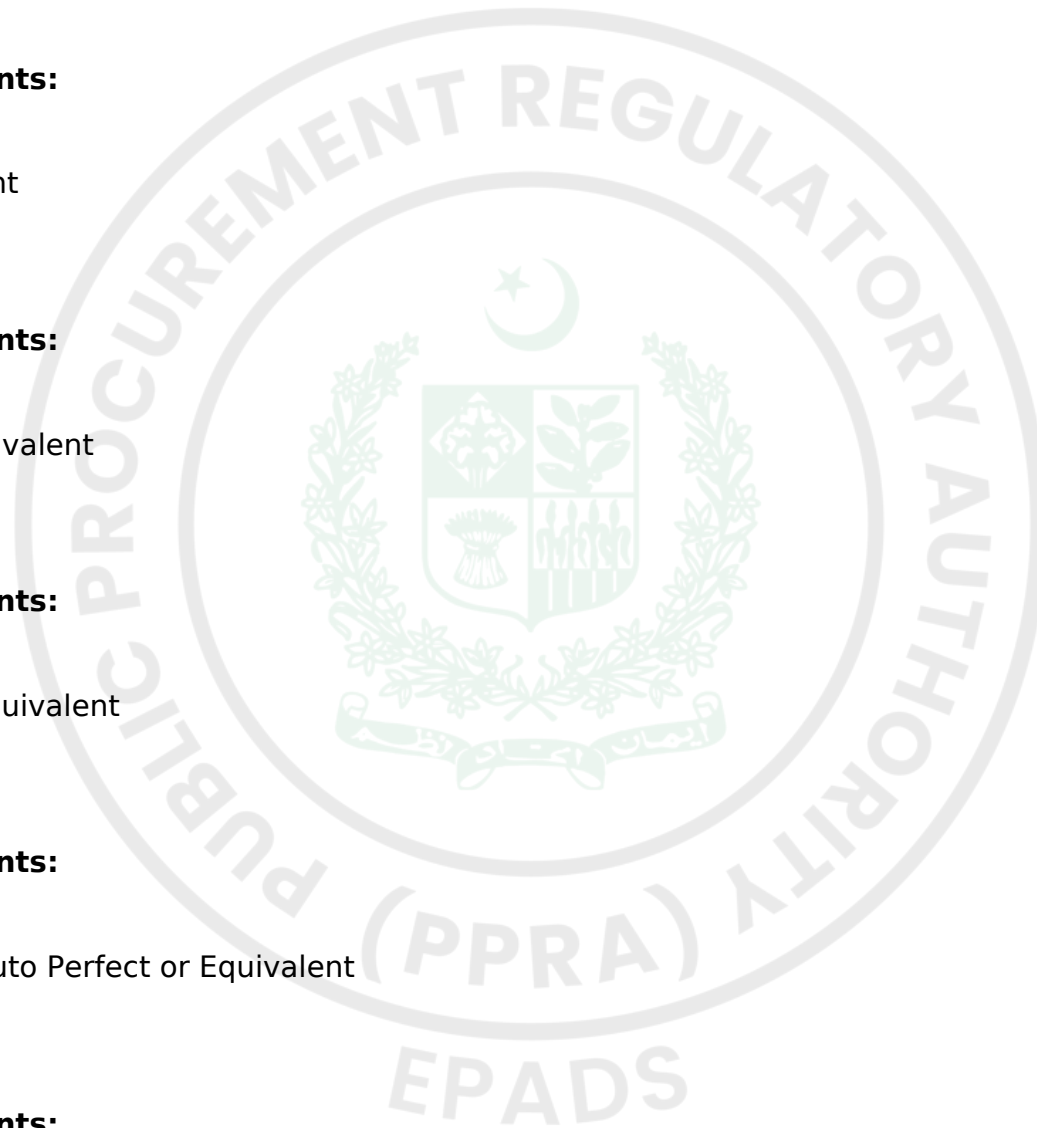 nts:
nt
nts:
valent
nts:
uivalent
nts:
uto Perfect or Equivalent
nts:
PUBLIC PROCUREMENT REGULATORY AUTHORITY
(PPRA)
EPADS